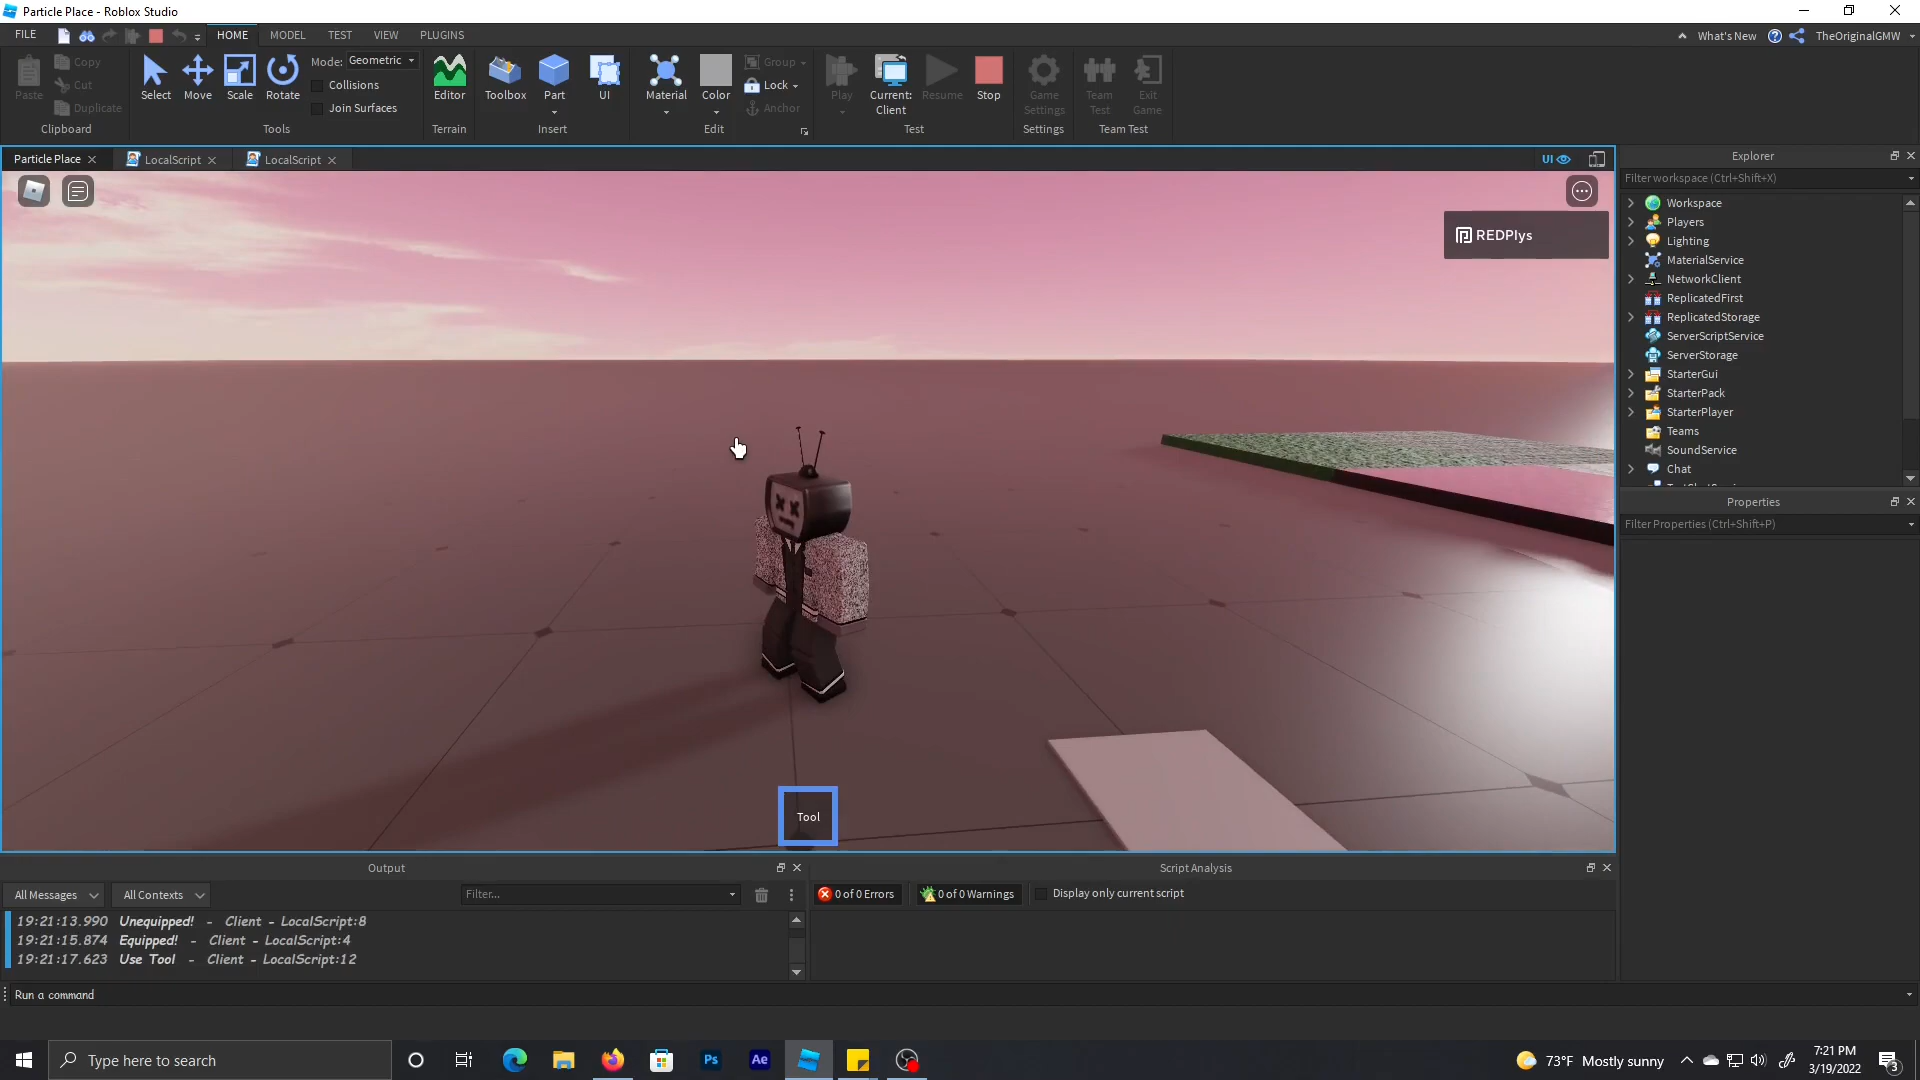 Particle Place - Roblox Studio
FILE HOME MODEL TEST VIEW PLUGINS What's New TheOriginalGMW
Paste Copy Cut Duplicate Clipboard
Select Move Scale Rotate Mode: Geometric Collisions Join Surfaces Tools
Editor Terrain
Toolbox Part UI Insert
Material Color Group Lock Anchor Edit
Play Current: Client Resume Stop Test
Game Settings Settings
Team Test Exit Game Team Test
Particle Place LocalScript LocalScript UI
REDPlys
Tool
Explorer
Filter workspace (Ctrl+Shift+X)
Workspace
Players
Lighting
MaterialService
NetworkClient
ReplicatedFirst
ReplicatedStorage
ServerScriptService
ServerStorage
StarterGui
StarterPack
StarterPlayer
Teams
SoundService
Chat
Properties
Filter Properties (Ctrl+Shift+P)
Output
All Messages All Contexts Filter...
19:21:13.990 Unequipped! - Client - LocalScript:8
19:21:15.874 Equipped! - Client - LocalScript:4
19:21:17.623 Use Tool - Client - LocalScript:12
Script Analysis
0 of 0 Errors 0 of 0 Warnings Display only current script
Run a command
Type here to search
Ps Ae
73°F Mostly sunny
7:21 PM
3/19/2022
3